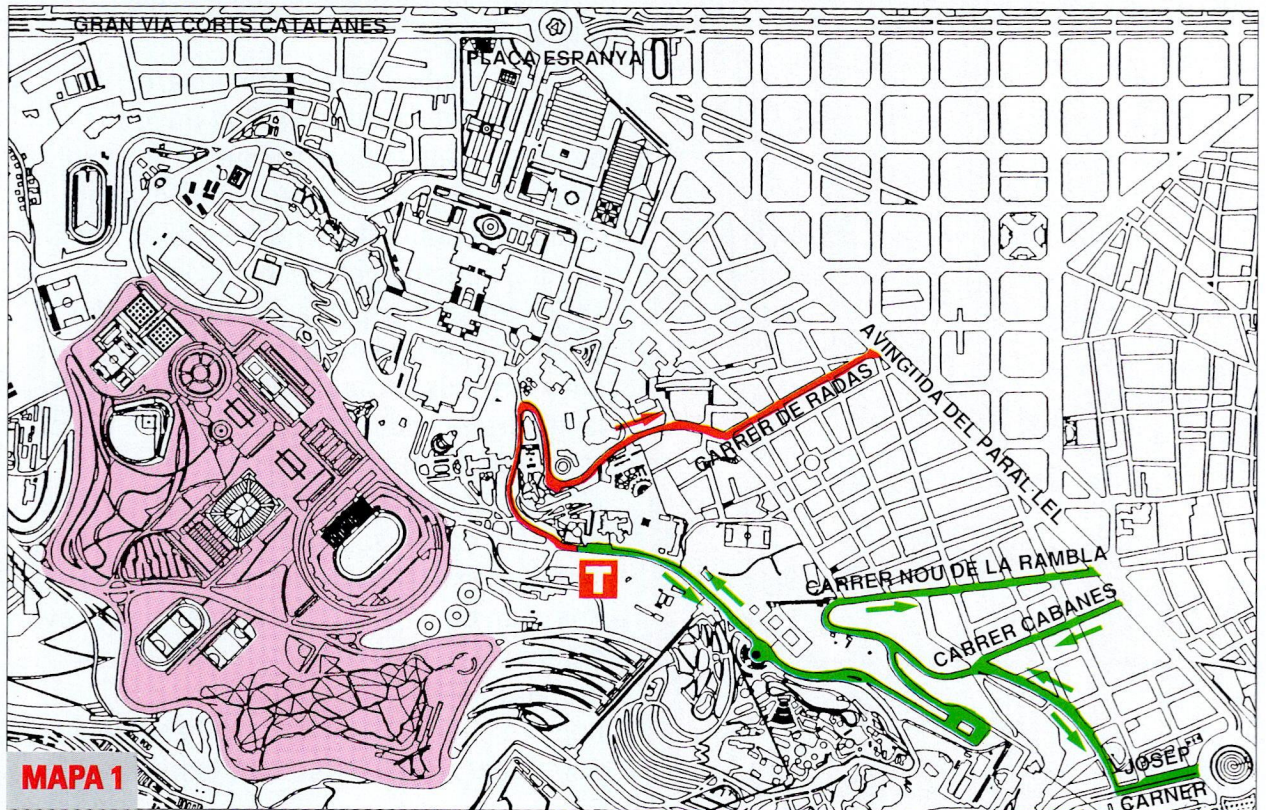 GRAN VIA CORTS CATALANES
PLAÇA ESPANYA
AVINGUDA DEL PARAL·LEL
CARRER DE RADAS
T
CARRER NOU DE LA RAMBLA
CARRER CABANES
JOSEP
CARNER
MAPA 1